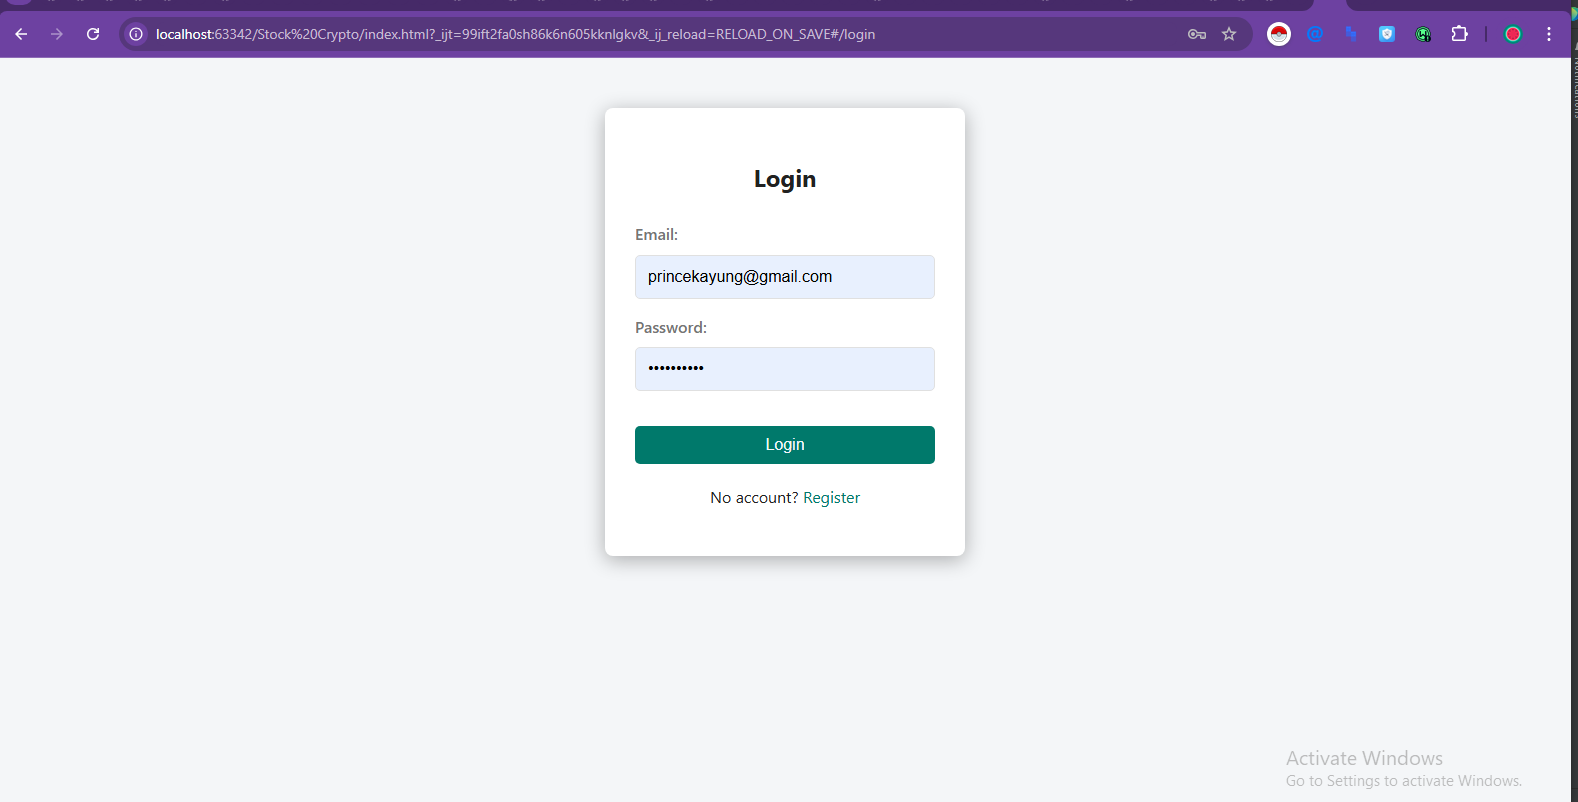 localhost:63342/Stock%20Crypto/index.html?_ijt=99ift2fa0sh86k6n605kknlgkv&_ij_reload=RELOAD_ON_SAVE#/login
Login
Email:
princekayung@gmail.com
Password:
••••••••••
Login
No account? Register
Activate Windows
Go to Settings to activate Windows.